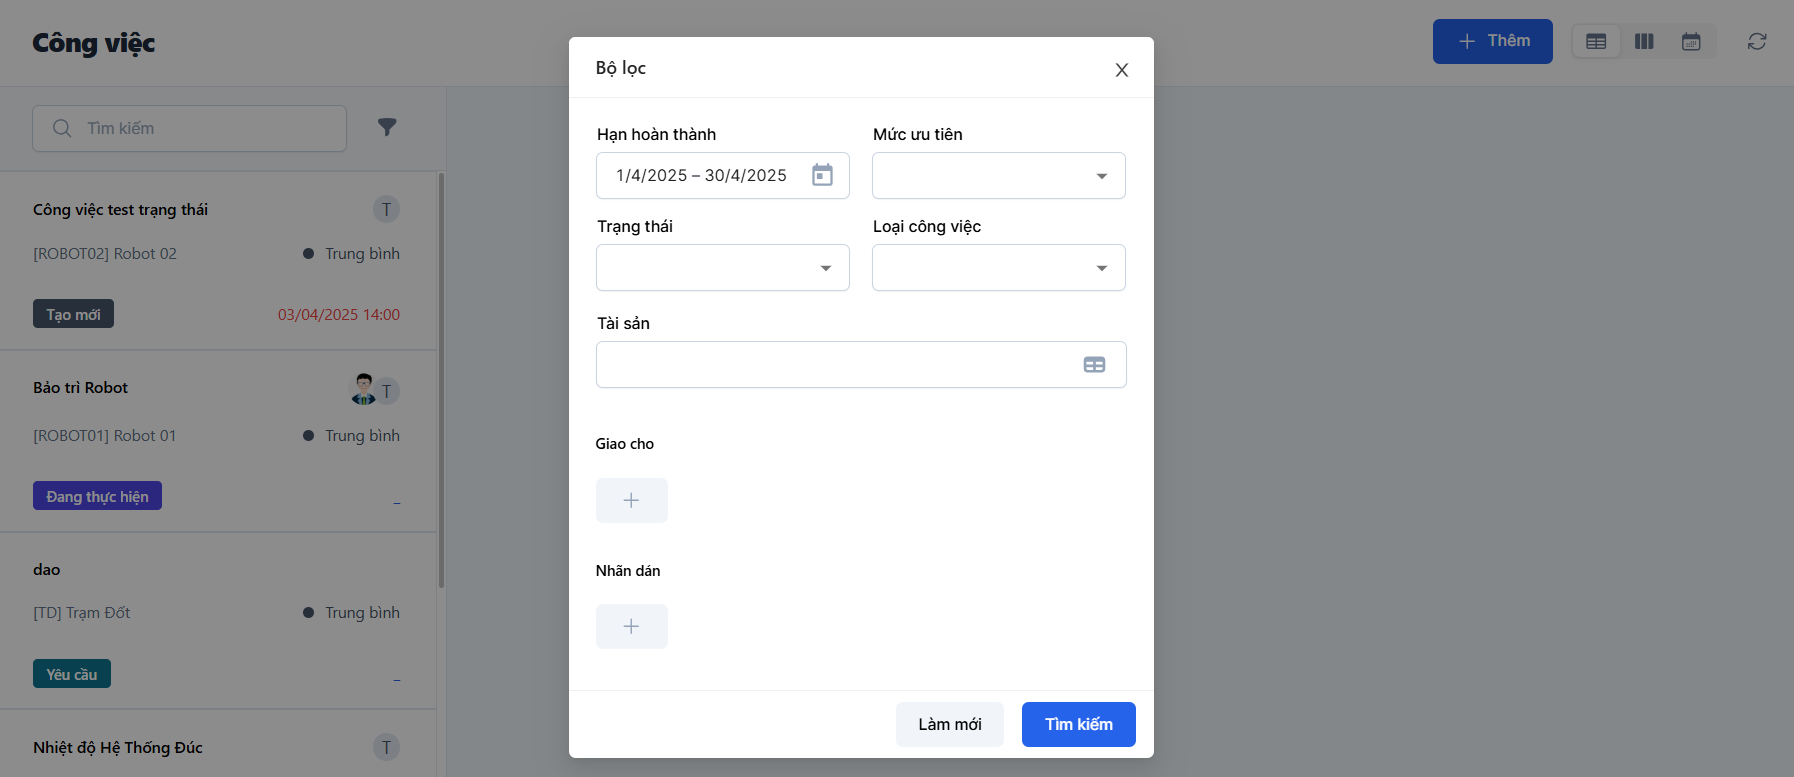 Công việc
Thêm
Tìm kiếm
Công việc test trạng thái
T
[ROBOT02] Robot 02
Trung bình
Tạo mới
03/04/2025 14:00
Bảo trì Robot
T
[ROBOT01] Robot 01
Trung bình
Đang thực hiện
_
dao
[TD] Trạm Đốt
Trung bình
Yêu cầu
_
Nhiệt độ Hệ Thống Đúc
T
Bộ lọc
X
Hạn hoàn thành
Mức ưu tiên
1/4/2025 – 30/4/2025
Trạng thái
Loại công việc
Tài sản
Giao cho
Nhãn dán
Làm mới
Tìm kiếm